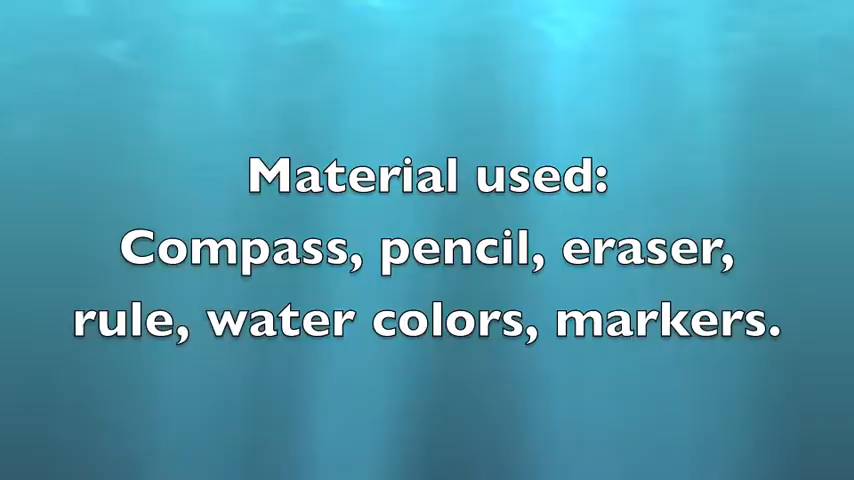 Material used:
Compass, pencil, eraser,
rule, water colors, markers.